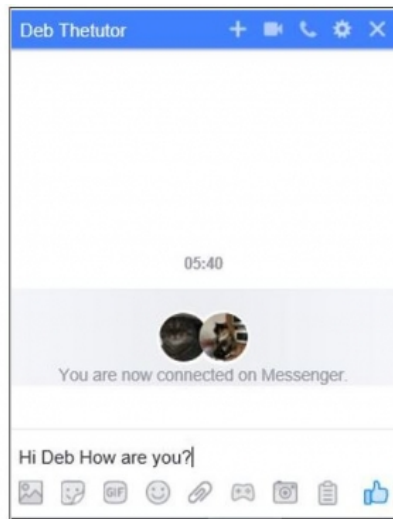 Deb Thetutor
05:40
You are now connected on Messenger.
Hi Deb How are you?
GIF